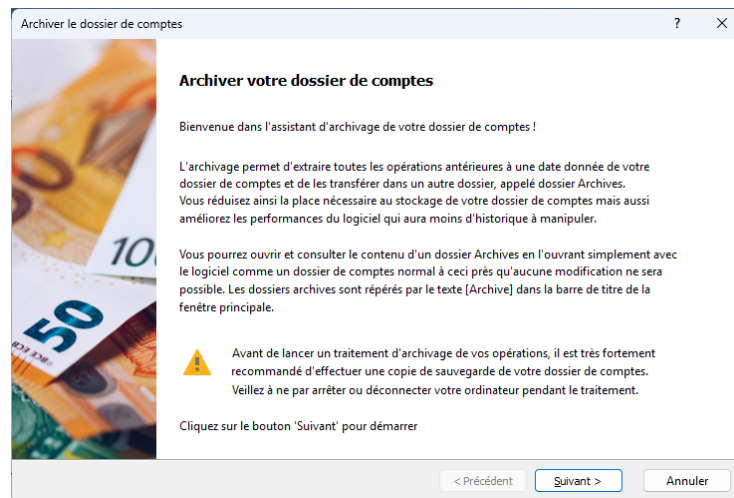 Archiver le dossier de comptes
?
Archiver votre dossier de comptes
Bienvenue dans l'assistant d'archivage de votre dossier de comptes !
L'archivage permet d'extraire toutes les opérations antérieures à une date donnée de votre
dossier de comptes et de les transférer dans un autre dossier, appelé dossier Archives.
Vous réduisez ainsi la place nécessaire au stockage de votre dossier de comptes mais aussi
améliorez les performances du logiciel qui aura moins d'historique à manipuler.
Vous pourrez ouvrir et consulter le contenu d'un dossier Archives en l'ouvrant simplement avec
le logiciel comme un dossier de comptes normal à ceci près qu'aucune modification ne sera
possible. Les dossiers archives sont répérés par le texte [Archive] dans la barre de titre de la
fenêtre principale.
Avant de lancer un traitement d'archivage de vos opérations, il est très fortement
recommandé d'effectuer une copie de sauvegarde de votre dossier de comptes.
Veillez à ne par arrêter ou déconnecter votre ordinateur pendant le traitement.
Cliquez sur le bouton 'Suivant' pour démarrer
10
50
< Précédent
Suivant >
Annuler